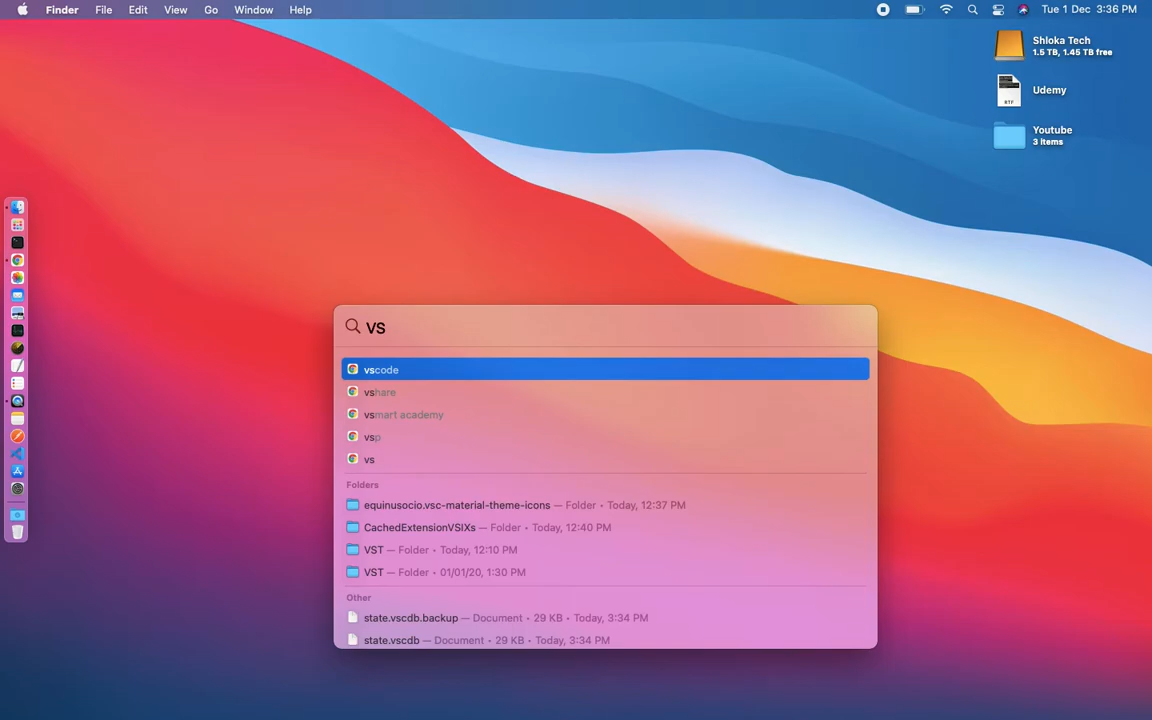 Finder File Edit View Go Window Help Tue 1 Dec 3:36 PM
Shloka Tech
1.5 TB, 1.45 TB free
Udemy
RTF
Youtube
3 items
VS
vscode
vshare
vsmart academy
vsp
vs
Folders
equinusocio.vsc-material-theme-icons — Folder • Today, 12:37 PM
CachedExtensionVSIXs — Folder • Today, 12:40 PM
VST — Folder • Today, 12:10 PM
VST — Folder • 01/01/20, 1:30 PM
Other
state.vscdb.backup — Document • 29 KB • Today, 3:34 PM
state.vscdb — Document • 29 KB • Today, 3:34 PM